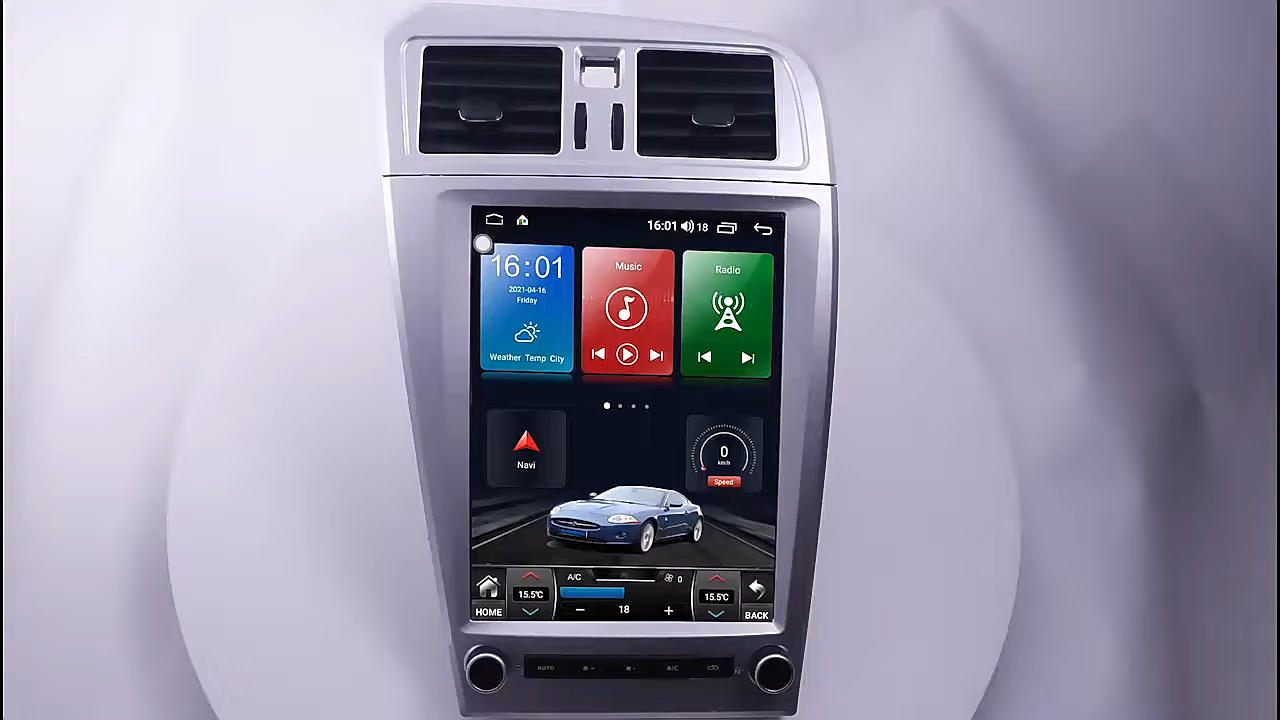 16:01 18
16:01
2021-04-16
Friday
Weather Temp City
Music
Radio
Navi
0
km/h
Speed
HOME
15.5℃
A/C
0
− 18 +
15.5℃
BACK
AUTO
A/C